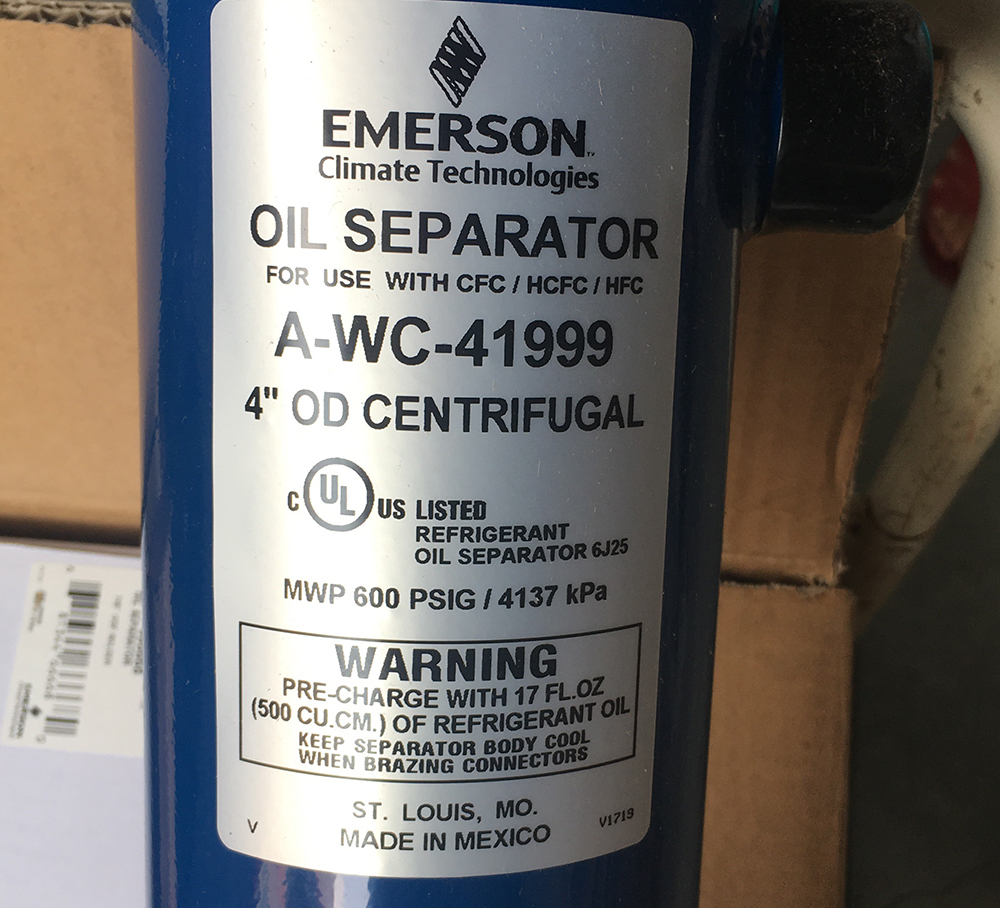 EMERSON™
Climate Technologies
OIL SEPARATOR
FOR USE WITH CFC / HCFC / HFC
A-WC-41999
4" OD CENTRIFUGAL
C UL US LISTED
REFRIGERANT
OIL SEPARATOR 6J25
MWP 600 PSIG / 4137 kPa
WARNING
PRE-CHARGE WITH 17 FL.OZ
(500 CU.CM.) OF REFRIGERANT OIL
KEEP SEPARATOR BODY COOL
WHEN BRAZING CONNECTORS
ST. LOUIS, MO.
V MADE IN MEXICO V1719